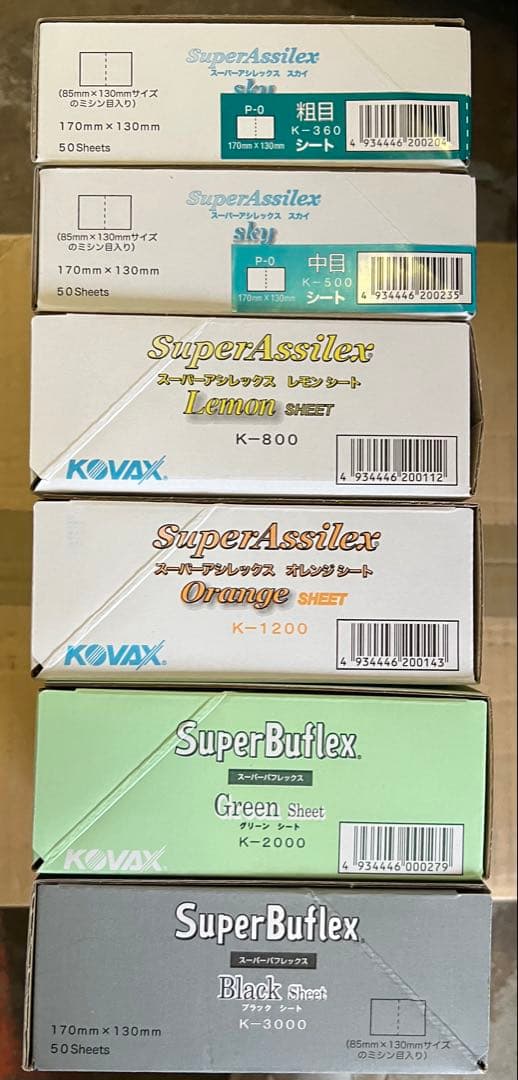 SuperAssilex
スーパーアシレックス スカイ
sky
(85mm×130mmサイズ
のミシン目入り)
170mm×130mm
50Sheets
P-0
170mm×130mm
粗目
K-360
シート
4 934446 200204
SuperAssilex
スーパーアシレックス スカイ
sky
(85mm×130mmサイズ
のミシン目入り)
170mm×130mm
50Sheets
P-0
170mm×130mm
中目
K-500
シート
4 934446 200235
SuperAssilex
スーパーアシレックス レモン シート
Lemon SHEET
K-800
KOVAX®
4 934446 200112
SuperAssilex
スーパーアシレックス オレンジ シート
Orange SHEET
K-1200
KOVAX®
4 934446 200143
SuperBuflex®
スーパーバフレックス
Green Sheet
グリーン シート
K-2000
KOVAX®
4 934446 000279
SuperBuflex®
スーパーバフレックス
Black Sheet
ブラック シート
K-3000
170mm×130mm
50Sheets
(85mm×130mmサイズ
のミシン目入り)